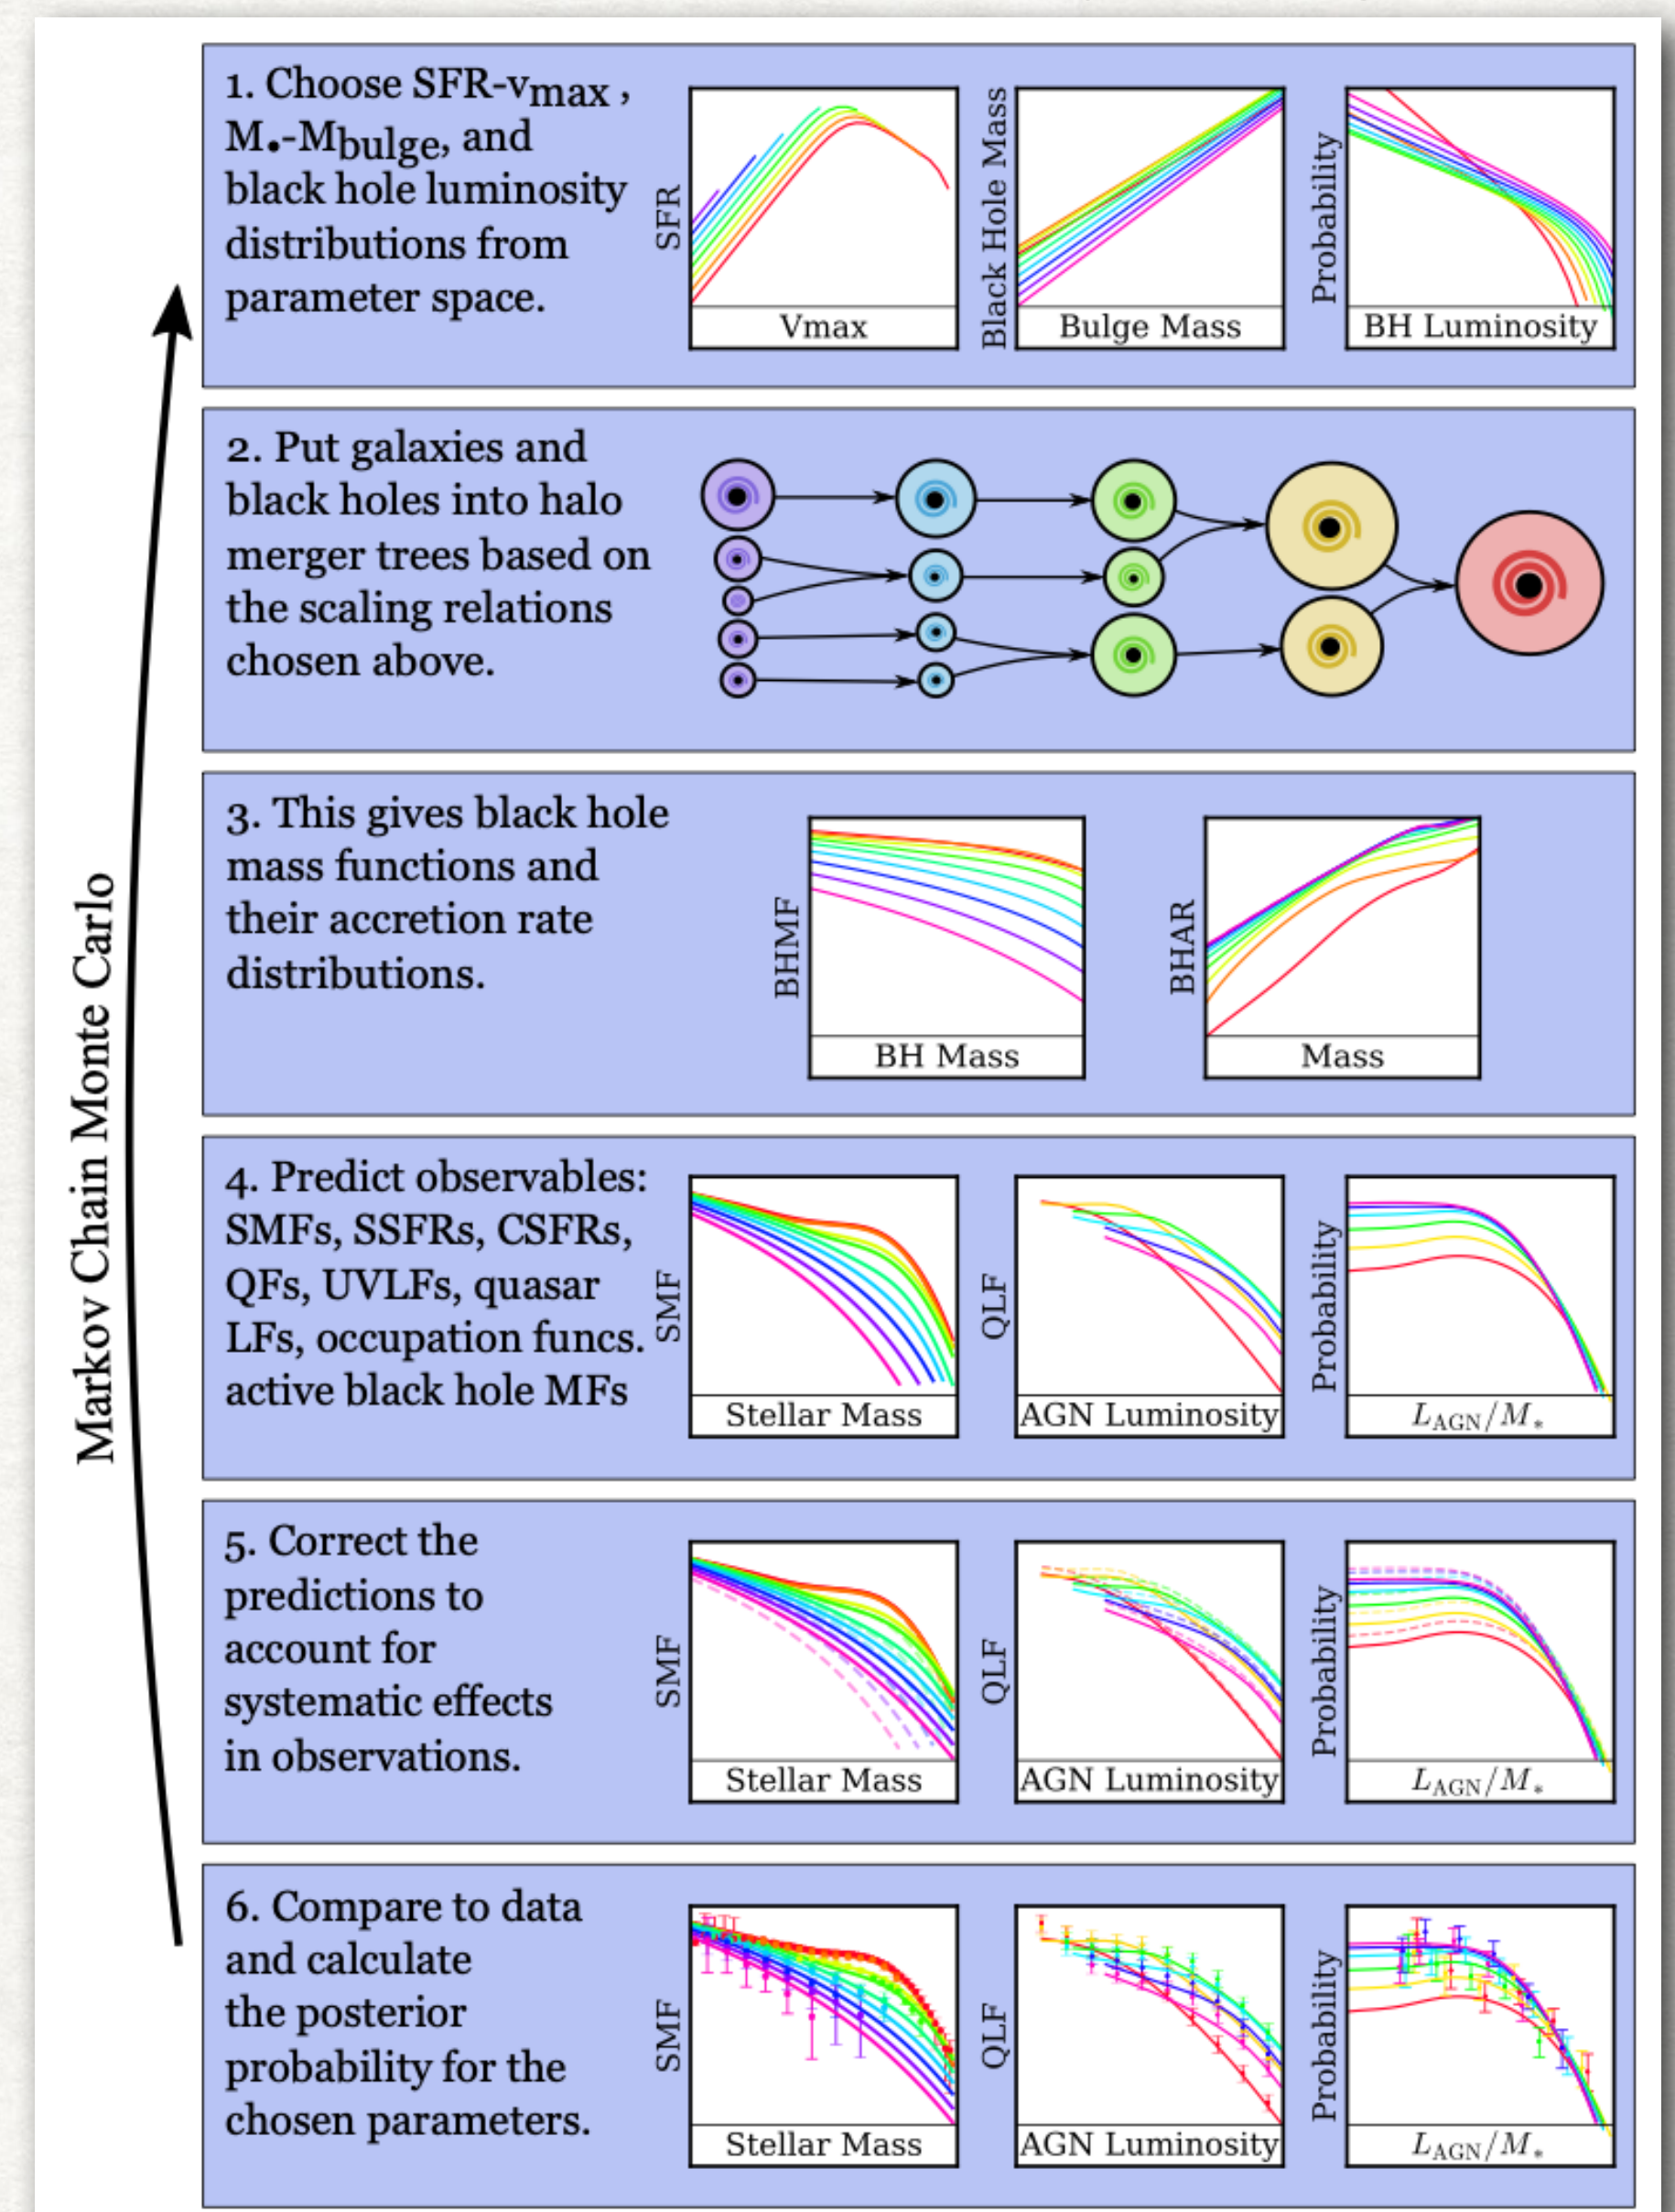 1. Choose SFR-vmax ,
M•-Mbulge, and
black hole luminosity
distributions from
parameter space.
SFR
Vmax
Black Hole Mass
Bulge Mass
Probability
BH Luminosity
2. Put galaxies and
black holes into halo
merger trees based on
the scaling relations
chosen above.
3. This gives black hole
mass functions and
their accretion rate
distributions.
BHMF
BH Mass
BHAR
Mass
Markov Chain Monte Carlo
4. Predict observables:
SMFs, SSFRs, CSFRs,
QFs, UVLFs, quasar
LFs, occupation funcs.
active black hole MFs
SMF
Stellar Mass
QLF
AGN Luminosity
Probability
LAGN/M*
5. Correct the
predictions to
account for
systematic effects
in observations.
SMF
Stellar Mass
QLF
AGN Luminosity
Probability
LAGN/M*
6. Compare to data
and calculate
the posterior
probability for the
chosen parameters.
SMF
Stellar Mass
QLF
AGN Luminosity
Probability
LAGN/M*